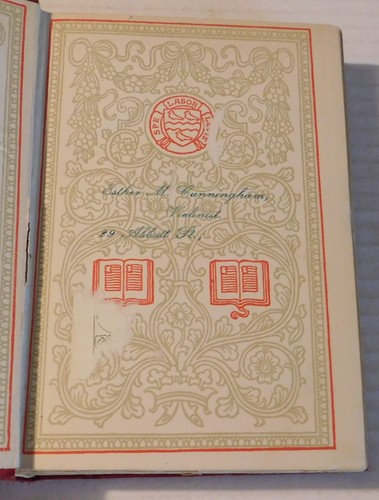 SPE LABOR LEVIS
Esther M. Cunningham,
Violinist.
29 Abbott St.,